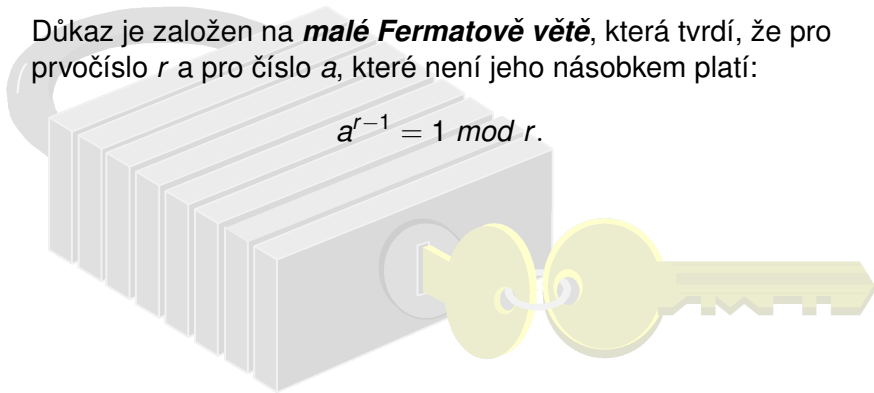 Důkaz je založen na malé Fermatově větě, která tvrdí, že pro
prvočíslo r a pro číslo a, které není jeho násobkem platí:
a^{r−1} = 1 mod r.